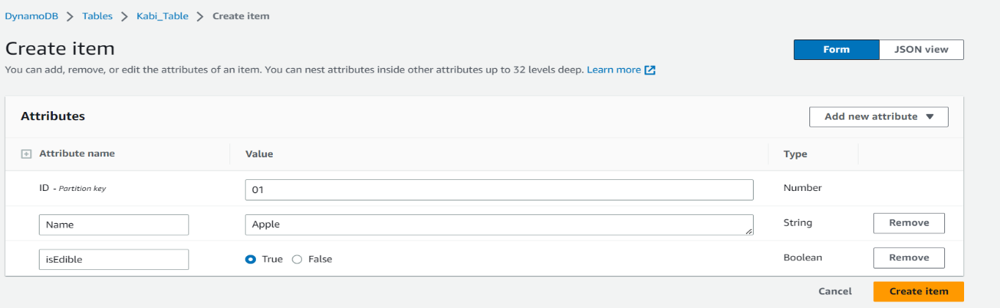 DynamoDB > Tables > Kabi_Table > Create item
Create item
Form JSON view
You can add, remove, or edit the attributes of an item. You can nest attributes inside other attributes up to 32 levels deep. Learn more
Attributes
Add new attribute
Attribute name Value Type
ID - Partition key 01 Number
Name Apple String Remove
isEdible True False Boolean Remove
Cancel Create item